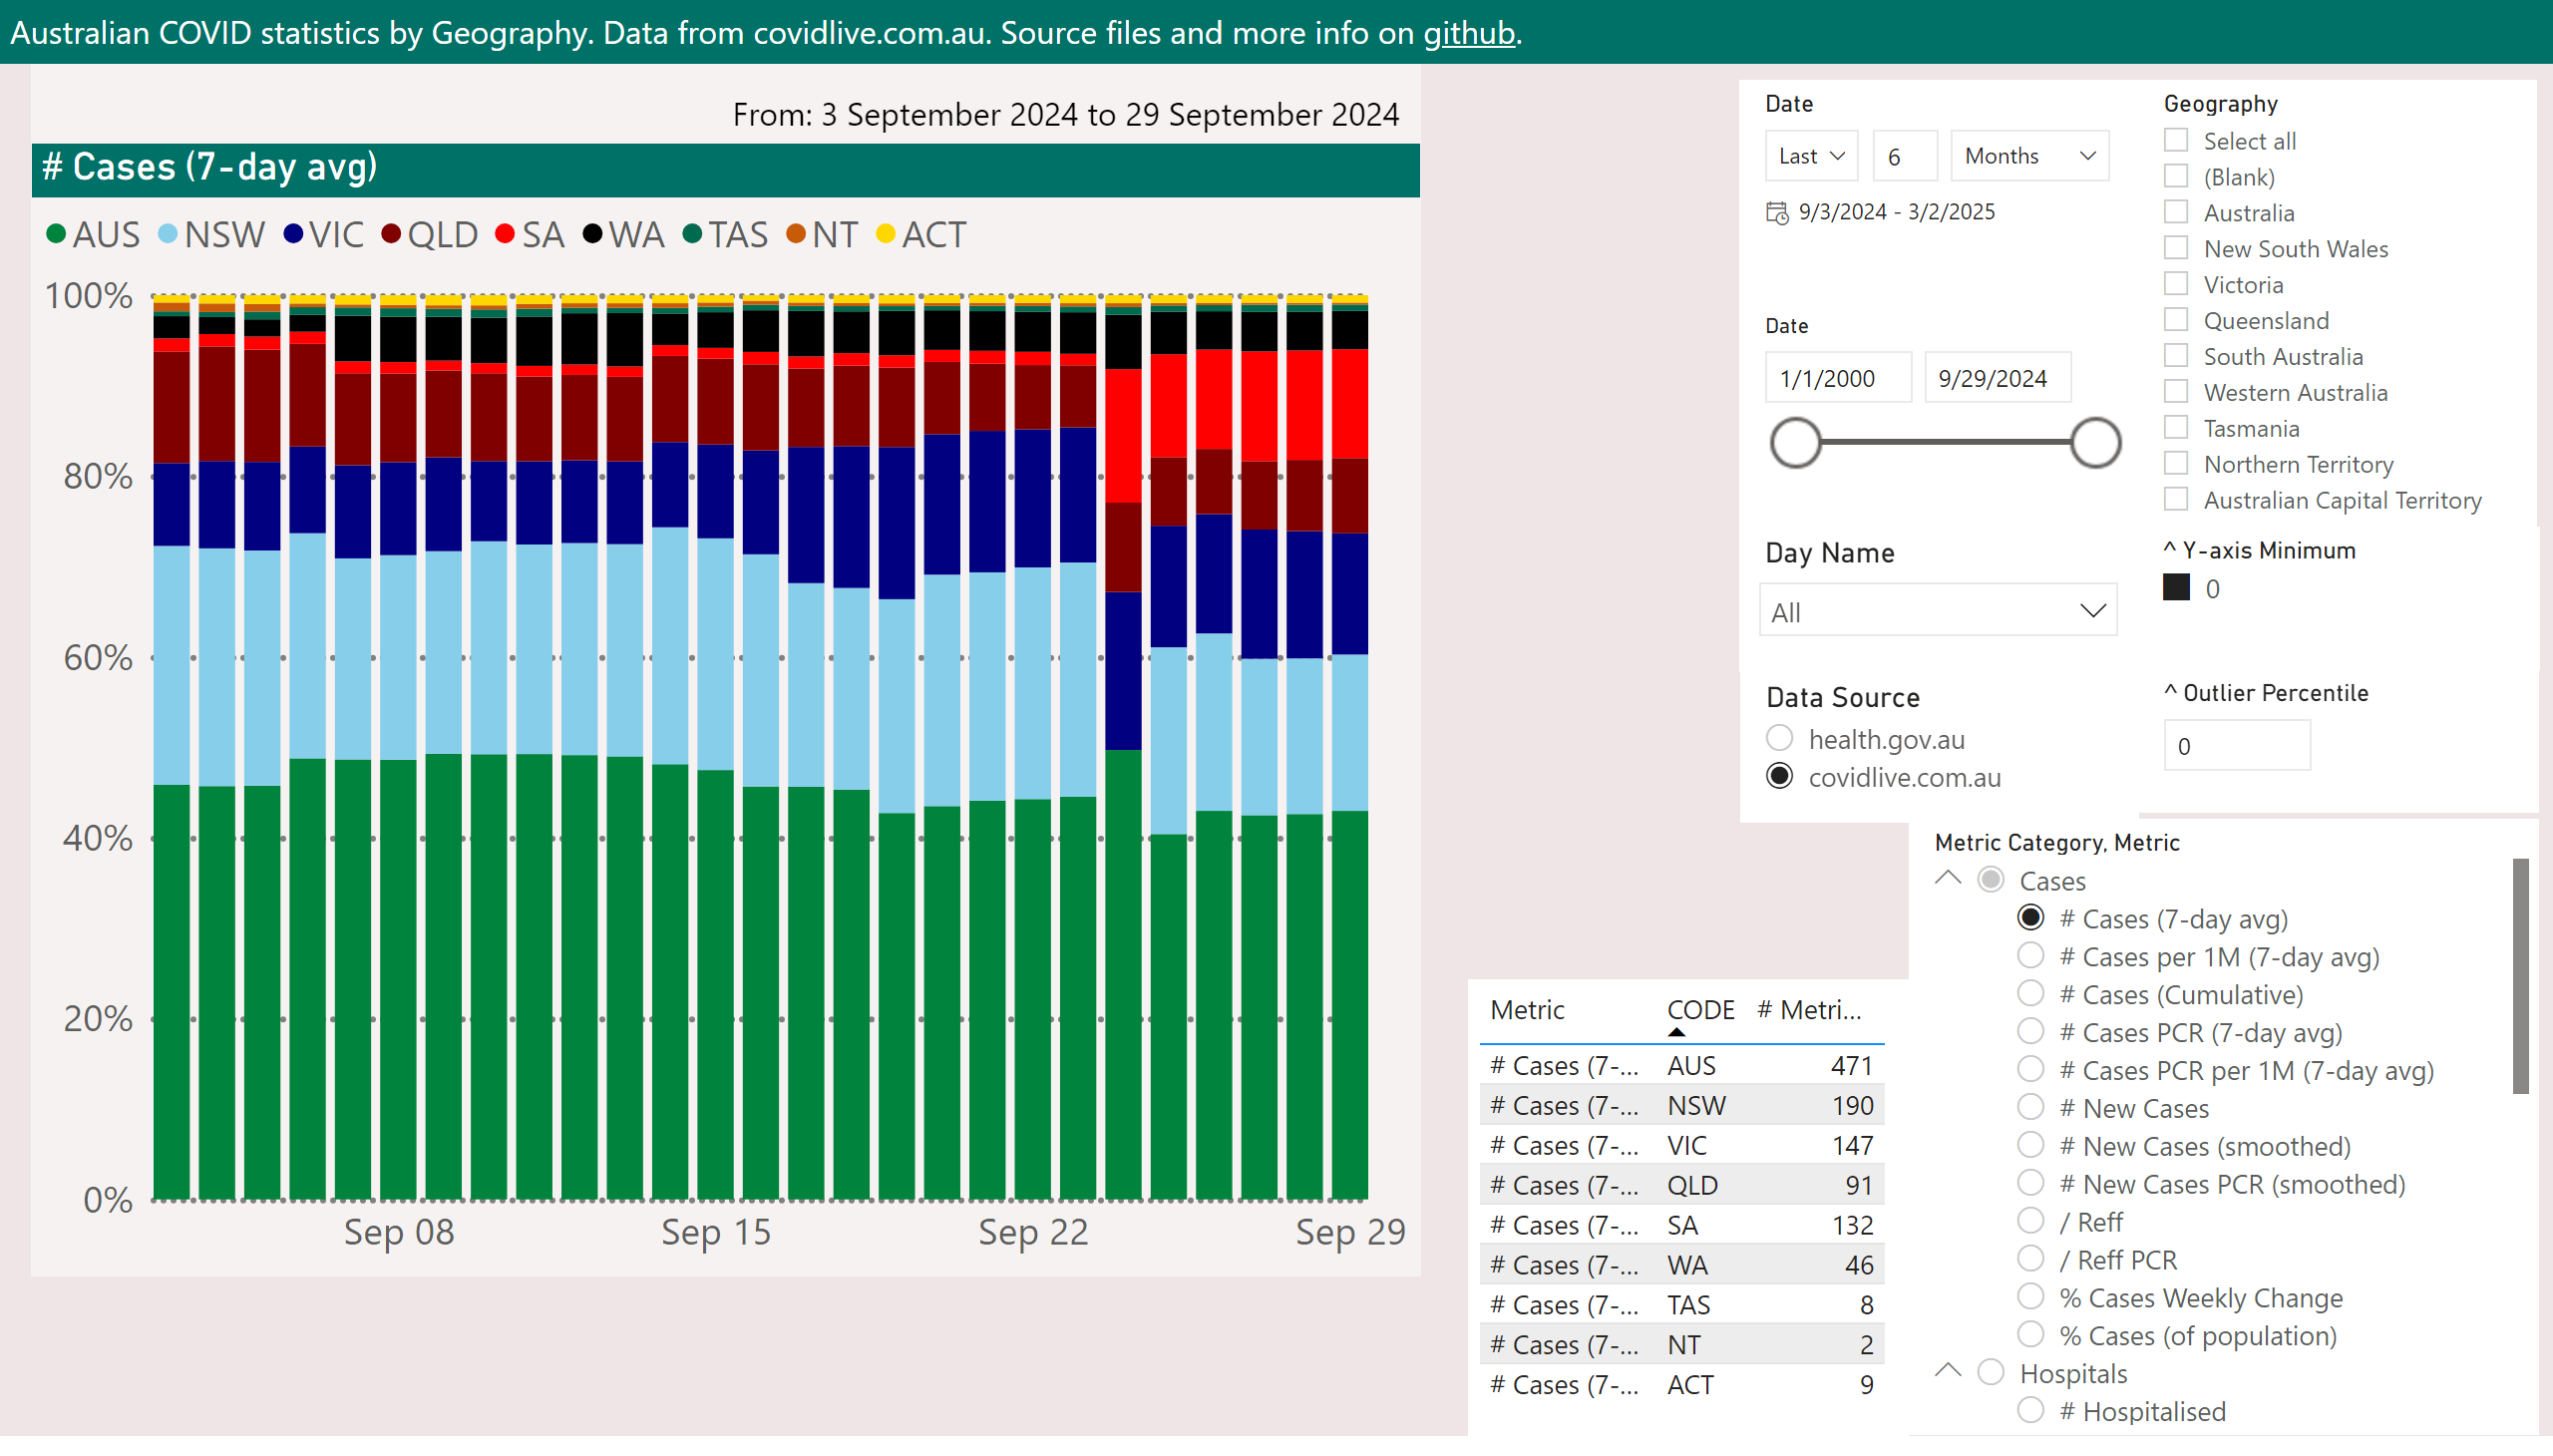 Australian COVID statistics by Geography. Data from covidlive.com.au. Source files and more info on github.
From: 3 September 2024 to 29 September 2024
# Cases (7-day avg)
AUS NSW VIC QLD SA WA TAS NT ACT
100%
80%
60%
40%
20%
0%
Sep 08 Sep 15 Sep 22 Sep 29
Date
Last 6 Months
9/3/2024 - 3/2/2025
Date
1/1/2000 9/29/2024
Day Name
All
Data Source
health.gov.au
covidlive.com.au
Geography
Select all
(Blank)
Australia
New South Wales
Victoria
Queensland
South Australia
Western Australia
Tasmania
Northern Territory
Australian Capital Territory
^ Y-axis Minimum
0
^ Outlier Percentile
0
Metric CODE # Metri...
# Cases (7-... AUS 471
# Cases (7-... NSW 190
# Cases (7-... VIC 147
# Cases (7-... QLD 91
# Cases (7-... SA 132
# Cases (7-... WA 46
# Cases (7-... TAS 8
# Cases (7-... NT 2
# Cases (7-... ACT 9
Metric Category, Metric
Cases
# Cases (7-day avg)
# Cases per 1M (7-day avg)
# Cases (Cumulative)
# Cases PCR (7-day avg)
# Cases PCR per 1M (7-day avg)
# New Cases
# New Cases (smoothed)
# New Cases PCR (smoothed)
/ Reff
/ Reff PCR
% Cases Weekly Change
% Cases (of population)
Hospitals
# Hospitalised